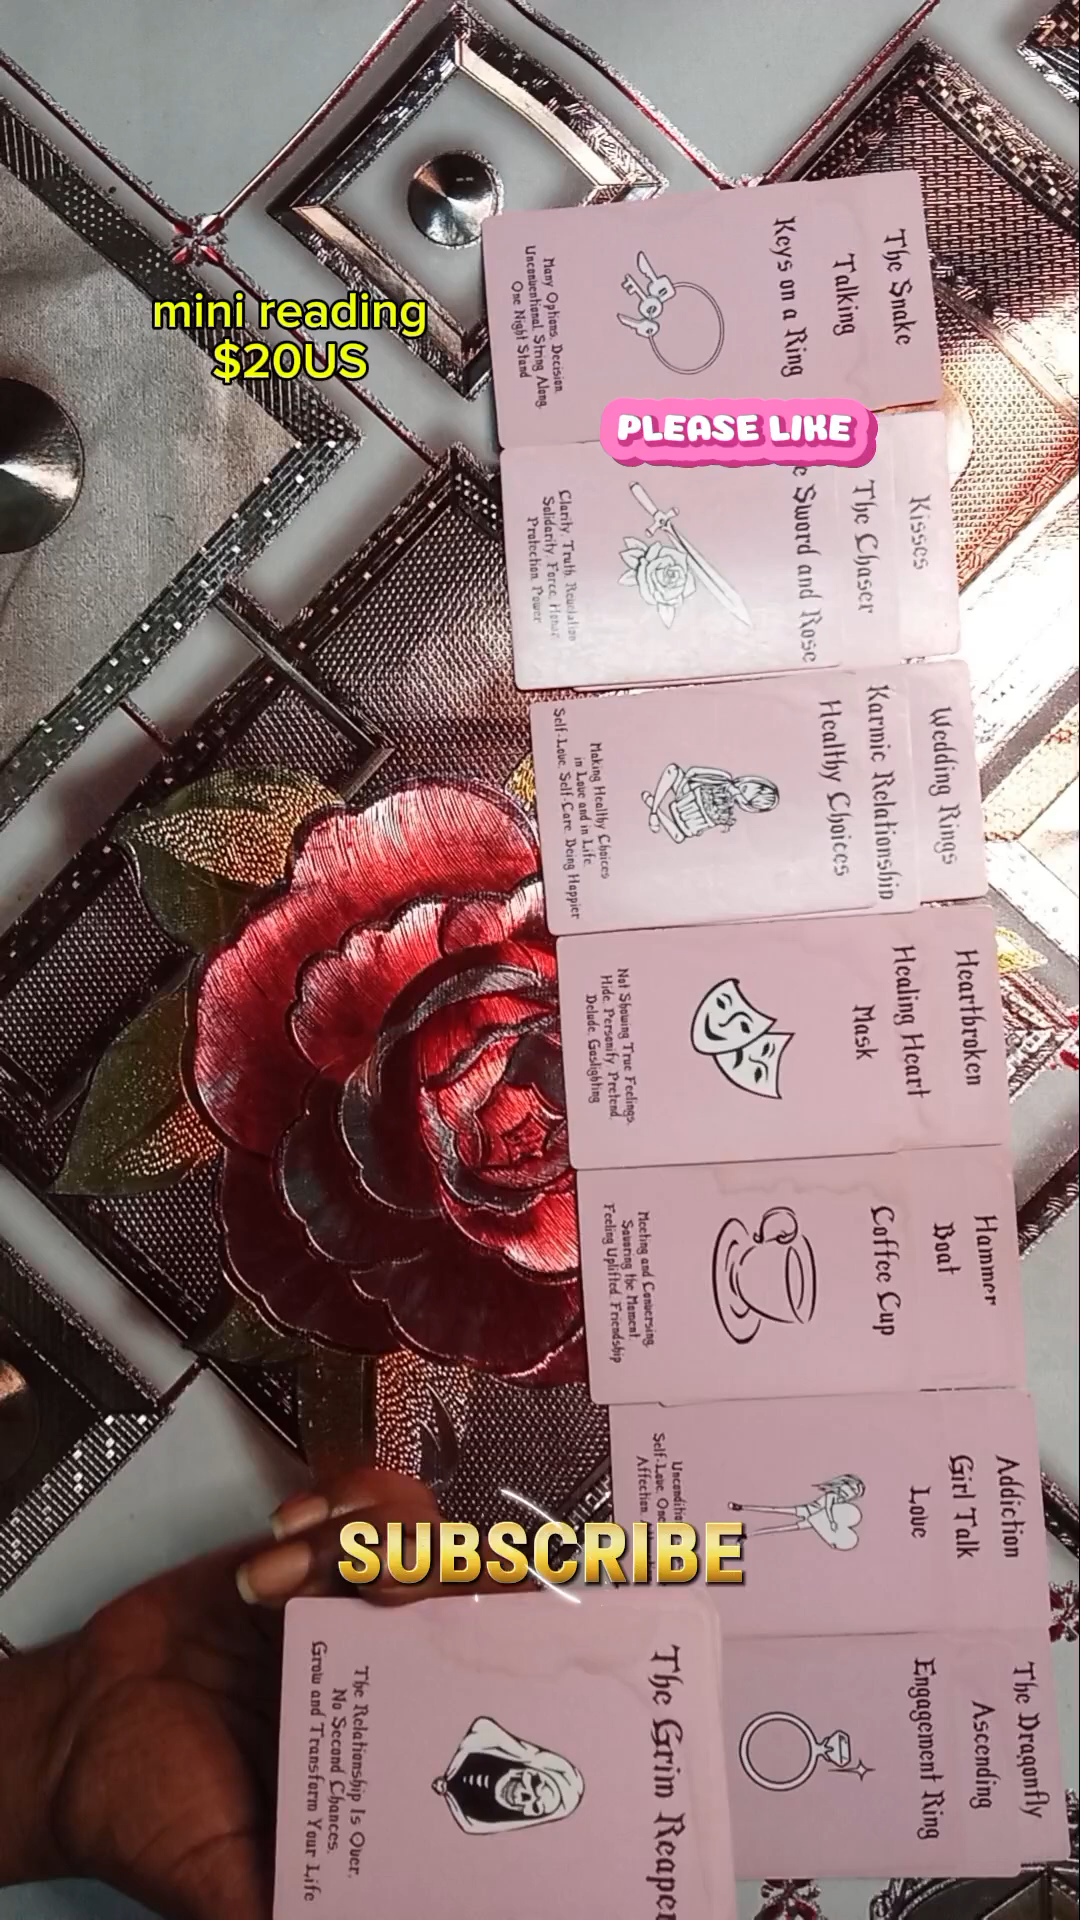 mini reading
$20US
The Snake
Talking
Keys on a Ring
Many Options, Decision,
Unconventional, String Along,
One Night Stand
PLEASE LIKE
Kisses
The Chaser
e Sword and Rose
Clarity, Truth, Revelation
Solidarity, Force, Honor,
Protection, Power
Wedding Rings
Karmic Relationship
Healthy Choices
Making Healthy Choices
in Love and in Life.
Self-Love, Self-Care, Being Happier
Heartbroken
Healing Heart
Mask
Not Showing True Feelings,
Hide, Personify, Pretend,
Delude, Gaslighting
Hammer
Boat
Coffee Cup
Meeting and Conversing,
Savoring the Moment,
Feeling Uplifted, Friendship
Addiction
Girl Talk
Love
Self-Love, One
Affection
SUBSCRIBE
The Dragonfly
Ascending
Engagement Ring
The Grim Reaper
The Relationship Is Over,
No Second Chances,
Grow and Transform Your Life